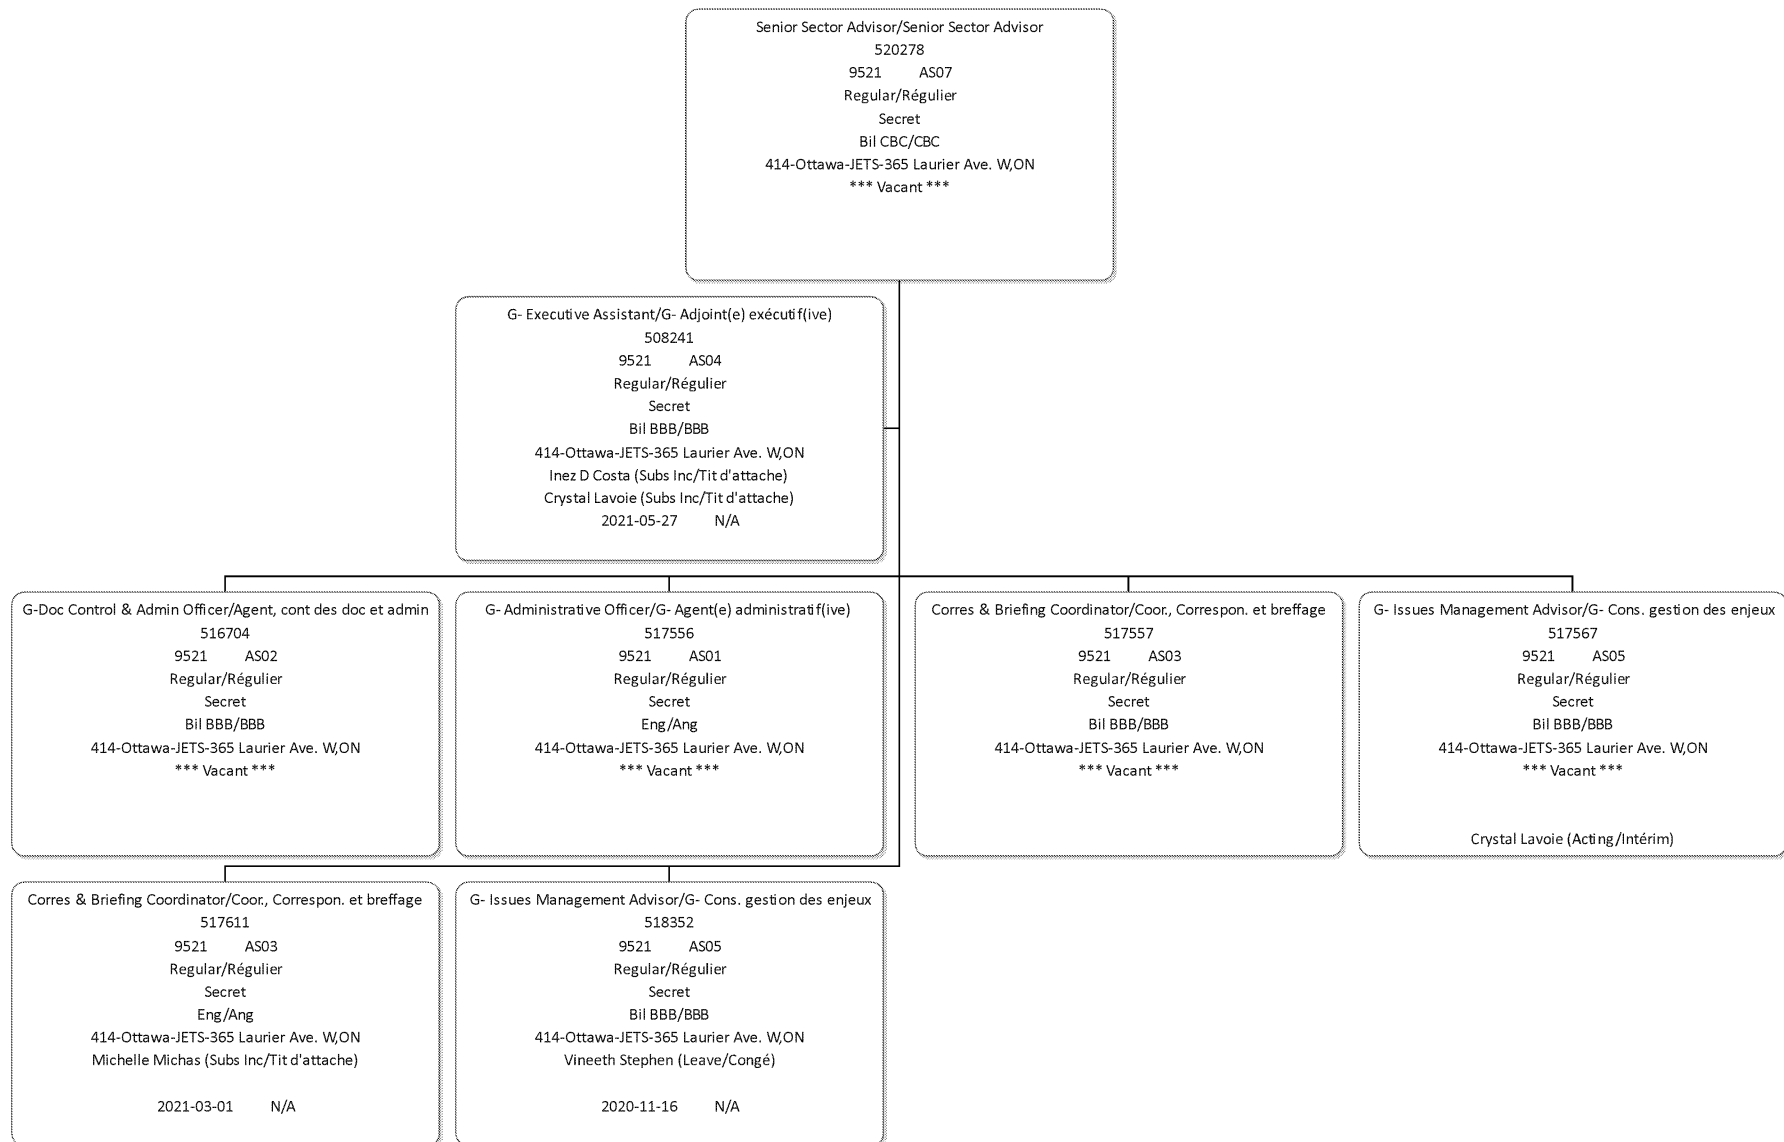 Senior Sector Advisor/Senior Sector Advisor
520278
9521 AS07
Regular/Régulier
Secret
Bil CBC/CBC
414-Ottawa-JETS-365 Laurier Ave. W,ON
*** Vacant ***
G- Executive Assistant/G- Adjoint(e) exécutif(ive)
508241
9521 AS04
Regular/Régulier
Secret
Bil BBB/BBB
414-Ottawa-JETS-365 Laurier Ave. W,ON
Inez D Costa (Subs Inc/Tit d'attache)
Crystal Lavoie (Subs Inc/Tit d'attache)
2021-05-27 N/A
G-Doc Control & Admin Officer/Agent, cont des doc et admin
516704
9521 AS02
Regular/Régulier
Secret
Bil BBB/BBB
414-Ottawa-JETS-365 Laurier Ave. W,ON
*** Vacant ***
G- Administrative Officer/G- Agent(e) administratif(ive)
517556
9521 AS01
Regular/Régulier
Secret
Eng/Ang
414-Ottawa-JETS-365 Laurier Ave. W,ON
*** Vacant ***
Corres & Briefing Coordinator/Coor., Correspon. et breffage
517557
9521 AS03
Regular/Régulier
Secret
Bil BBB/BBB
414-Ottawa-JETS-365 Laurier Ave. W,ON
*** Vacant ***
G- Issues Management Advisor/G- Cons. gestion des enjeux
517567
9521 AS05
Regular/Régulier
Secret
Bil BBB/BBB
414-Ottawa-JETS-365 Laurier Ave. W,ON
*** Vacant ***
Crystal Lavoie (Acting/Intérim)
Corres & Briefing Coordinator/Coor., Correspon. et breffage
517611
9521 AS03
Regular/Régulier
Secret
Eng/Ang
414-Ottawa-JETS-365 Laurier Ave. W,ON
Michelle Michas (Subs Inc/Tit d'attache)
2021-03-01 N/A
G- Issues Management Advisor/G- Cons. gestion des enjeux
518352
9521 AS05
Regular/Régulier
Secret
Bil BBB/BBB
414-Ottawa-JETS-365 Laurier Ave. W,ON
Vineeth Stephen (Leave/Congé)
2020-11-16 N/A